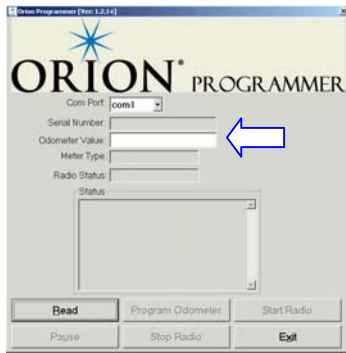 Orion Programmer [Ver: 1.2.14]
ORION® PROGRAMMER
Com Port: com1
Serial Number:
Odometer Value:
Meter Type:
Radio Status:
Status
Read Program Odometer Start Radio
Pause Stop Radio Exit